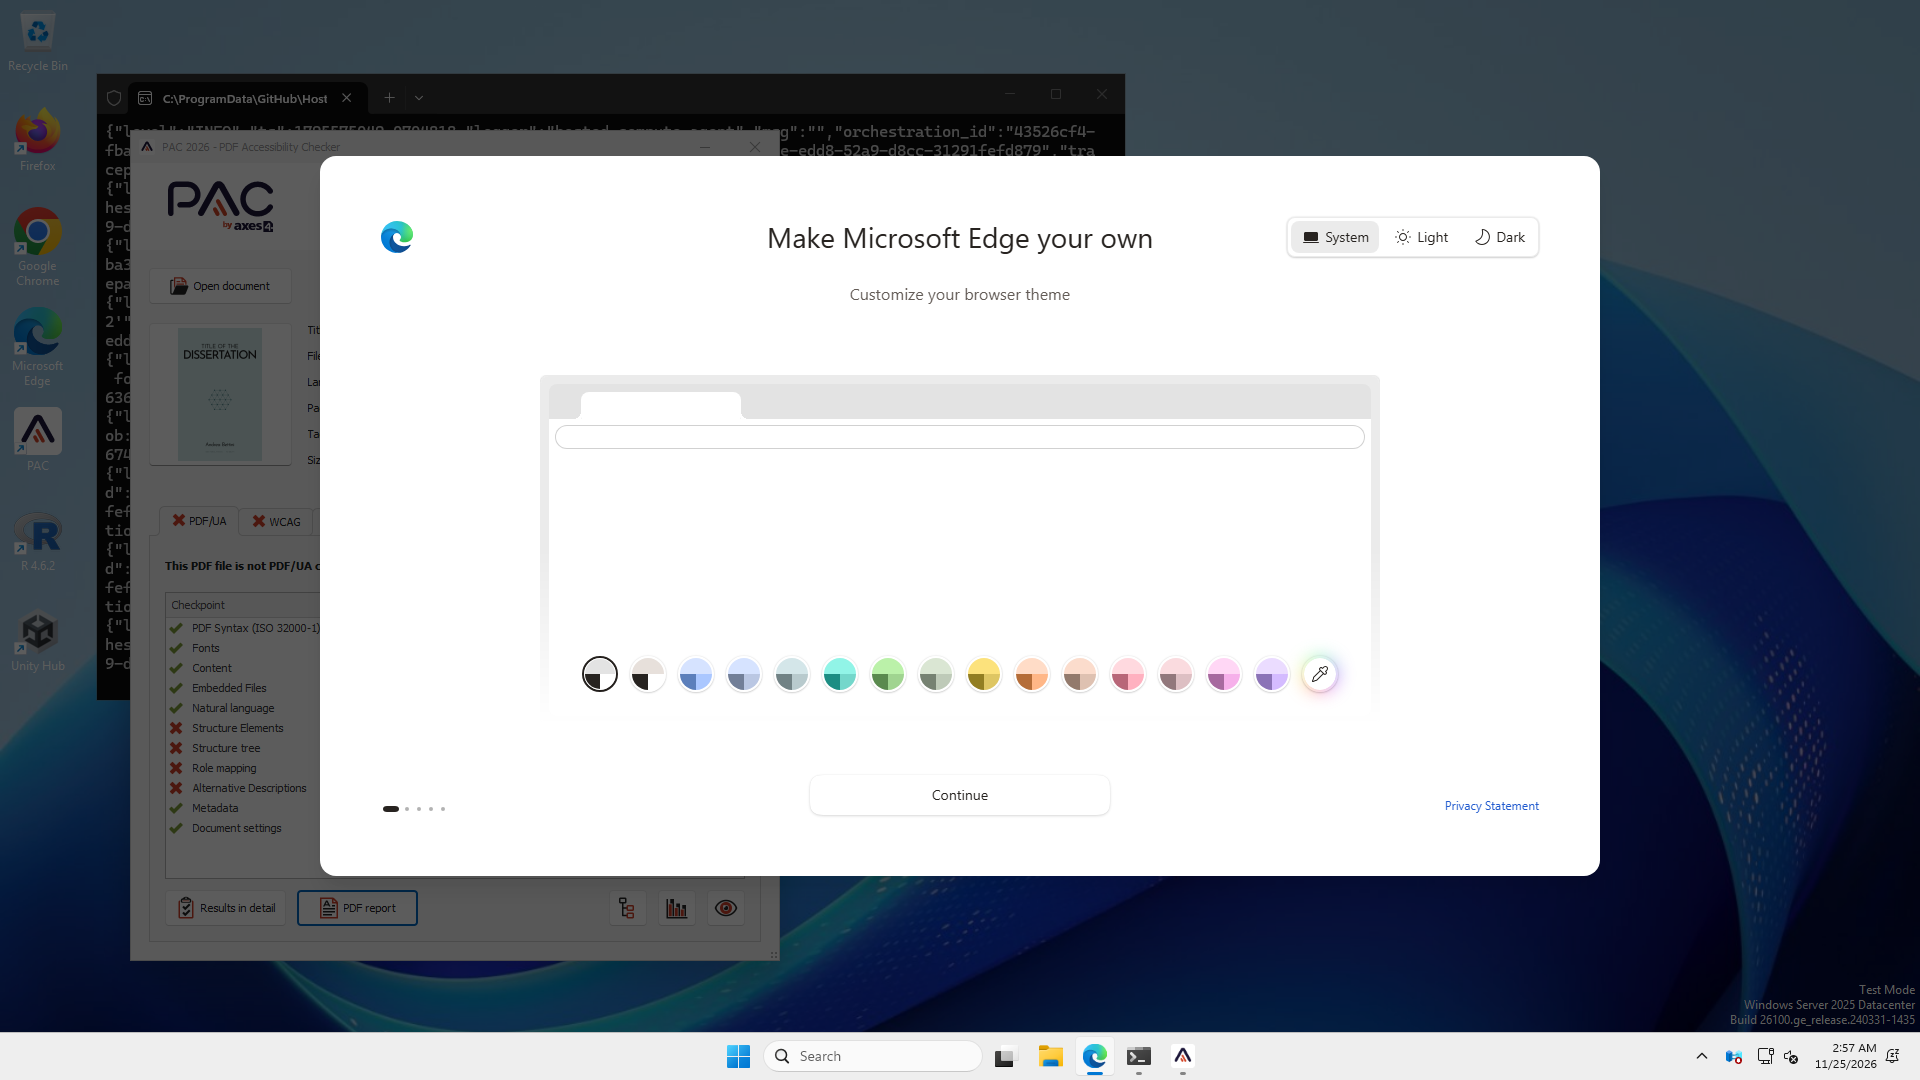 Recycle Bin
Firefox
Google
Chrome
Microsoft
Edge
PAC
R 4.6.2
Unity Hub
C:\ProgramData\GitHub\Host
PAC 2026 - PDF Accessibility Checker
"orchestration_id":"43526cf4-
e-edd8-52a9-d8cc-31291fefd879","tra
PAC
by axes4
Open document
TITLE OF THE
DISSERTATION
This PDF file is not PDF/UA c
PDF/UA
WCAG
Checkpoint
PDF Syntax (ISO 32000-1)
Fonts
Content
Embedded Files
Natural language
Structure Elements
Structure tree
Role mapping
Alternative Descriptions
Metadata
Document settings
Results in detail
PDF report
Make Microsoft Edge your own
System
Light
Dark
Customize your browser theme
Continue
Privacy Statement
Test Mode
Windows Server 2025 Datacenter
Build 26100.ge_release.240331-1435
Search
2:57 AM
11/25/2026